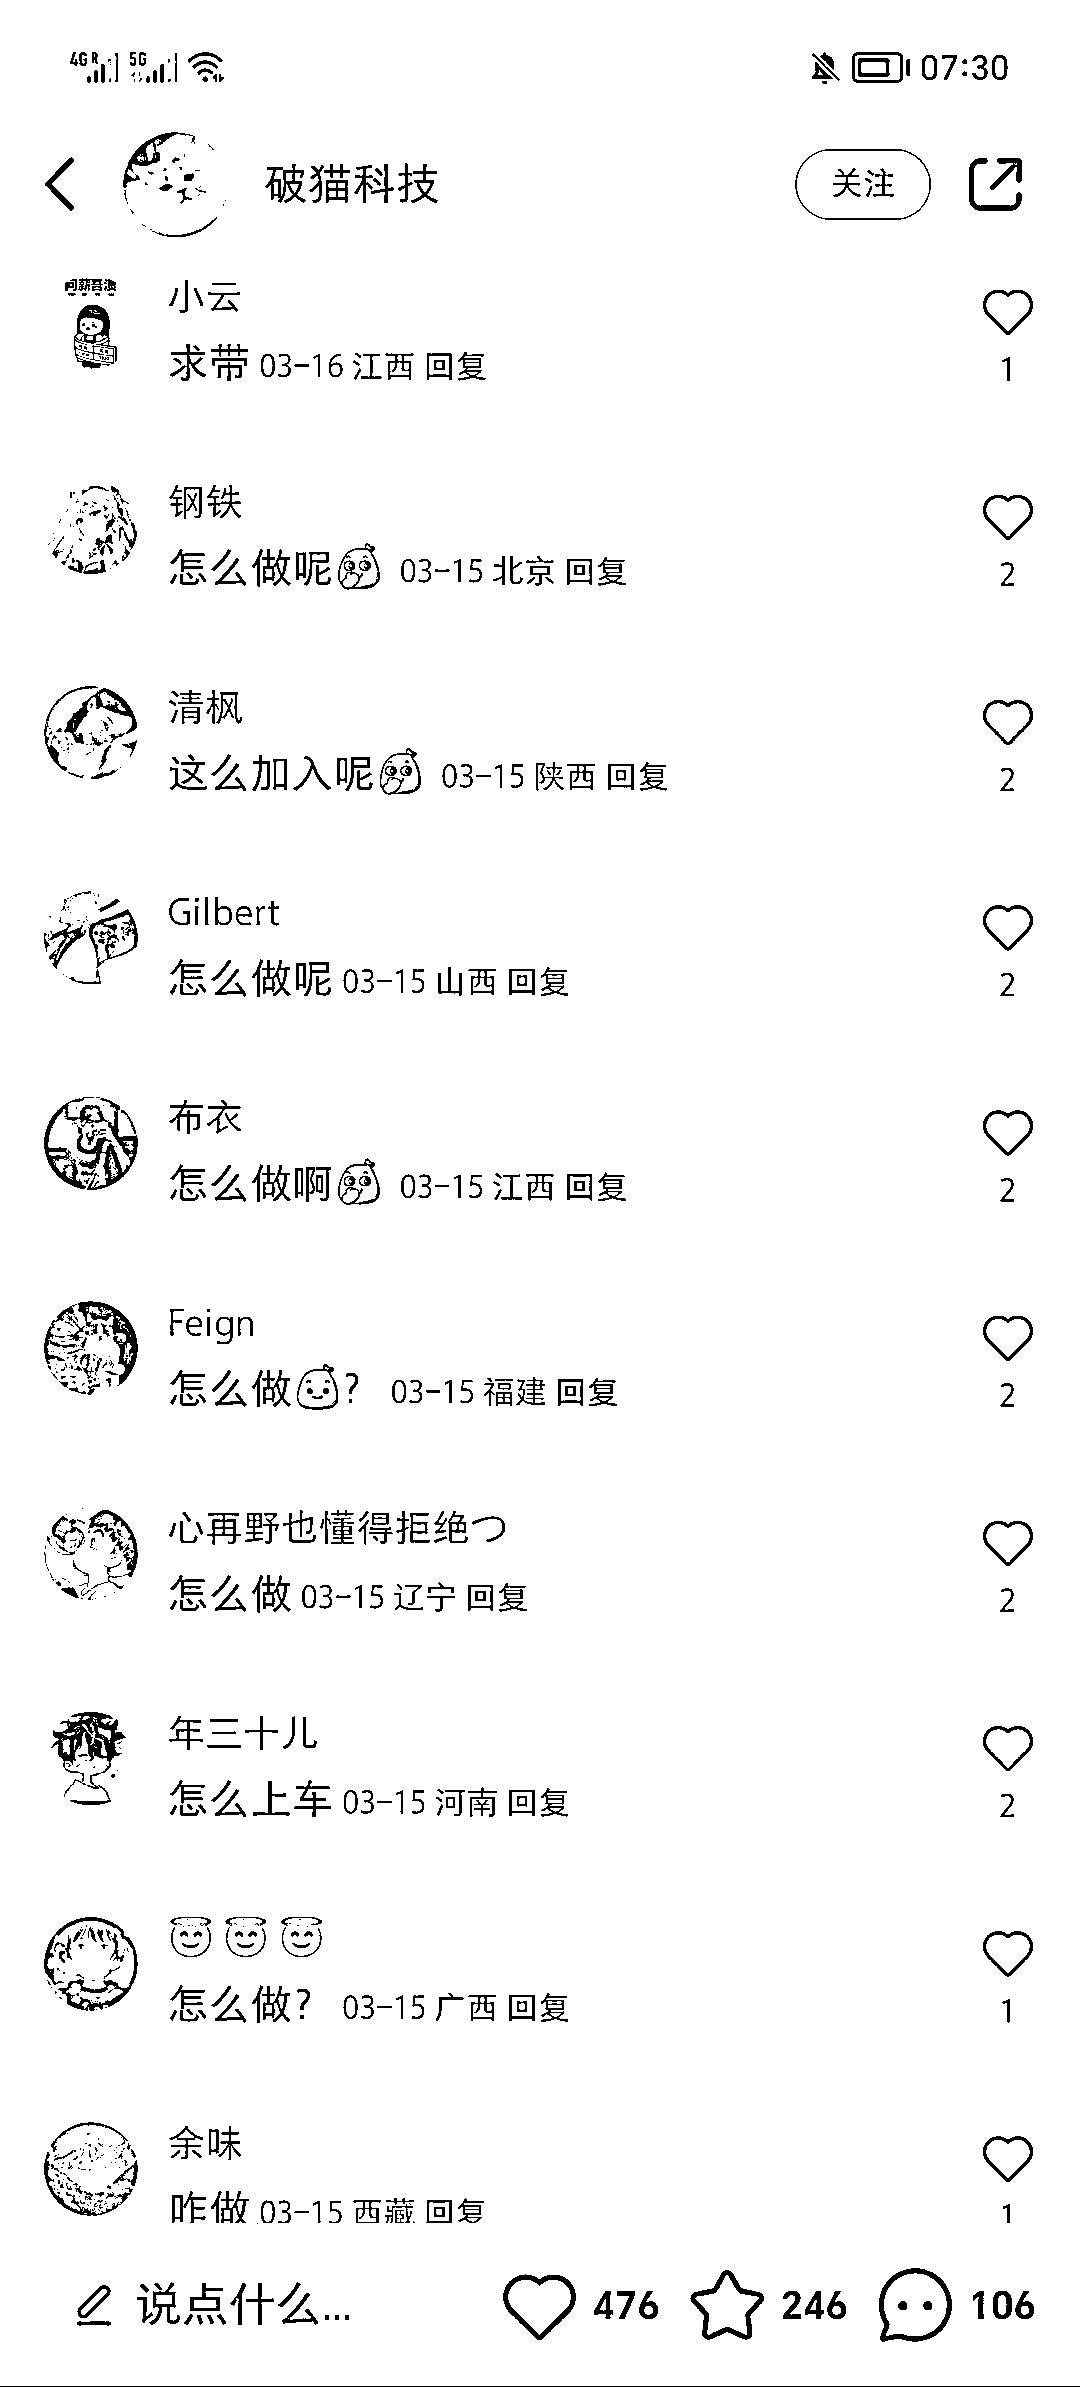 4G R 5G 07:30
破猫科技 关注
小云
求带 03-16 江西 回复
1
钢铁
怎么做呢 03-15 北京 回复
2
清枫
这么加入呢 03-15 陕西 回复
2
Gilbert
怎么做呢 03-15 山西 回复
2
布衣
怎么做啊 03-15 江西 回复
2
Feign
怎么做 ? 03-15 福建 回复
2
心再野也懂得拒绝つ
怎么做 03-15 辽宁 回复
2
年三十儿
怎么上车 03-15 河南 回复
2
怎么做? 03-15 广西 回复
1
余味
咋做 03-15 西藏 回复
1
说点什么... 476 246 106